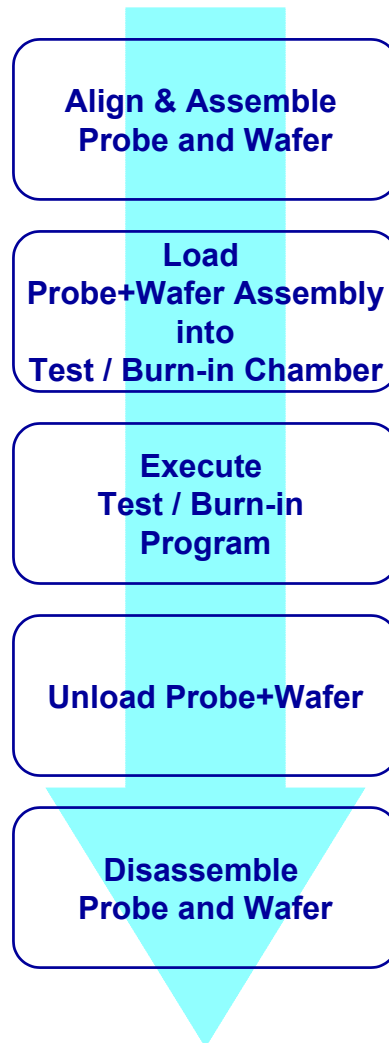 Align & Assemble
Probe and Wafer
Load
Probe+Wafer Assembly
into
Test / Burn-in Chamber
Execute
Test / Burn-in
Program
Unload Probe+Wafer
Disassemble
Probe and Wafer